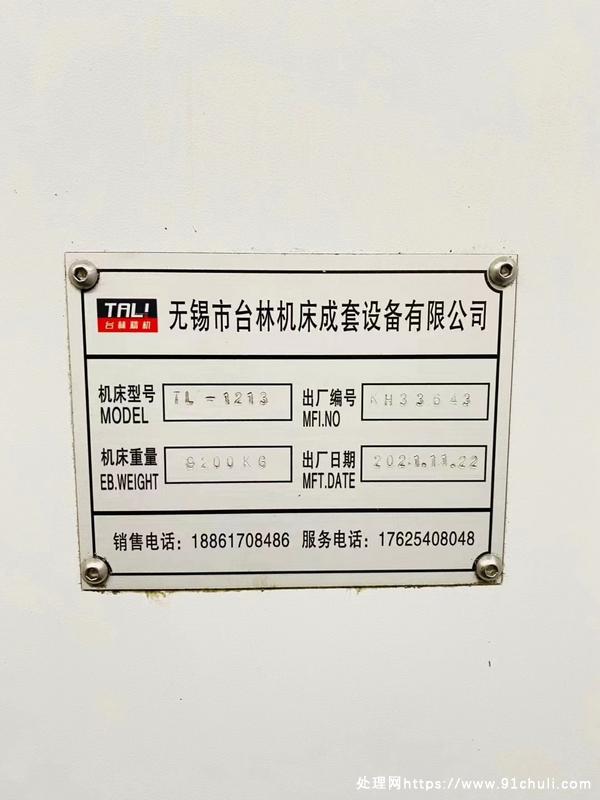 TALI
台林精机
无锡市台林机床成套设备有限公司
机床型号 TL-1213 出厂编号 KH33643
MODEL MFI.NO
机床重量 8200KG 出厂日期 2021.11.22
EB.WEIGHT MFT.DATE
销售电话：18861708486 服务电话：17625408048
处理网https://www.91chuli.com/